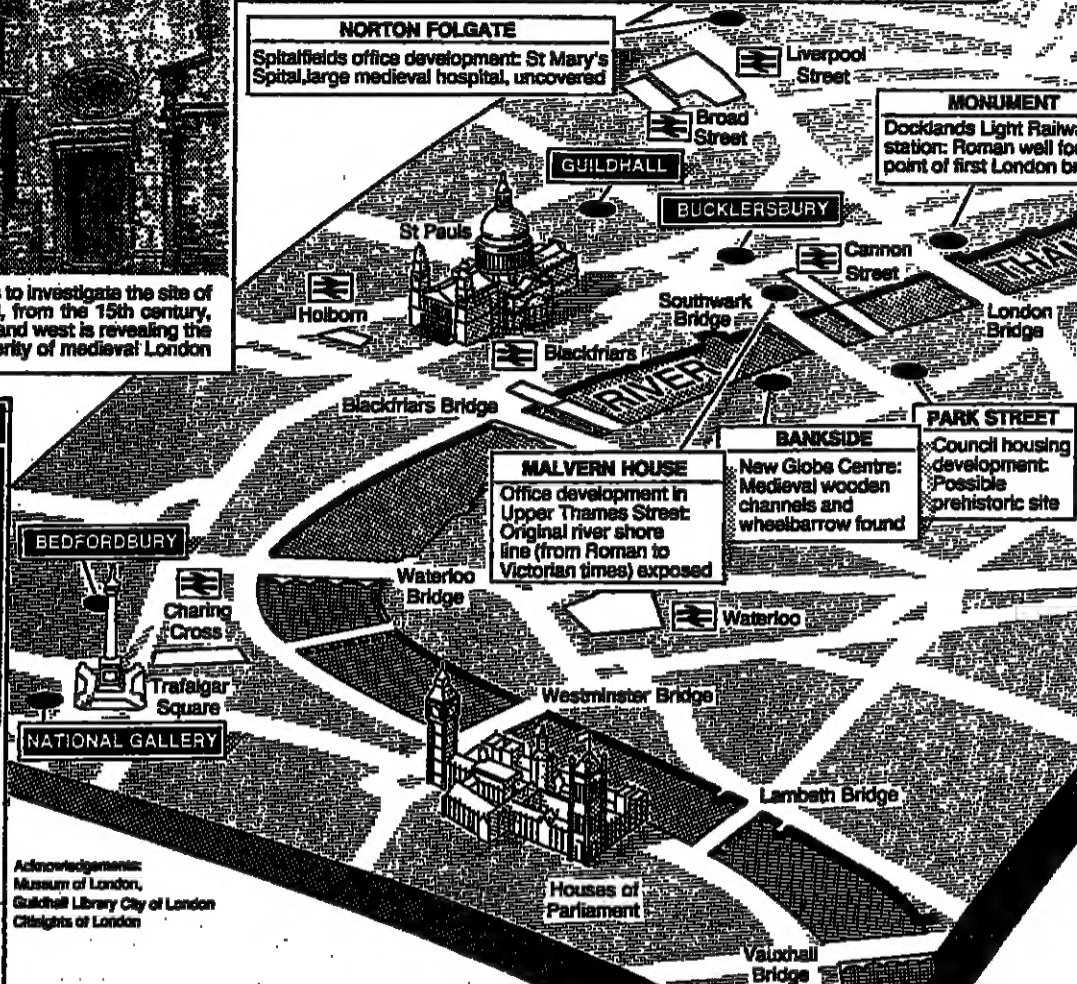 NORTON FOLGATE
Spitalfields office development: St Mary's
Spital, large medieval hospital, uncovered
Liverpool
Street
Broad
Street
MONUMENT
Docklands Light Railwa
station: Roman well fo
point of first London b
GUILDHALL
BUCKLERSBURY
St Pauls
Cannon
Street
THA
s to investigate the site of
, from the 15th century,
and west is revealing the
erity of medieval London
Holborn
Southwark
Bridge
London
Bridge
Blackfriars
RIVER
Blackfriars Bridge
PARK STREET
Council housing
development:
Possible
prehistoric site
BANKSIDE
New Globe Centre:
Medieval wooden
channels and
wheelbarrow found
MALVERN HOUSE
Office development in
Upper Thames Street:
Original river shore
line (from Roman to
Victorian times) exposed
BEDFORDBURY
Charing
Cross
Waterloo
Bridge
Waterloo
Trafalgar
Square
Westminster Bridge
NATIONAL GALLERY
Lambeth Bridge
Acknowledgements:
Museum of London,
Guildhall Library City of London
Citisights of London
Houses of
Parliament
Vauxhall
Bridge